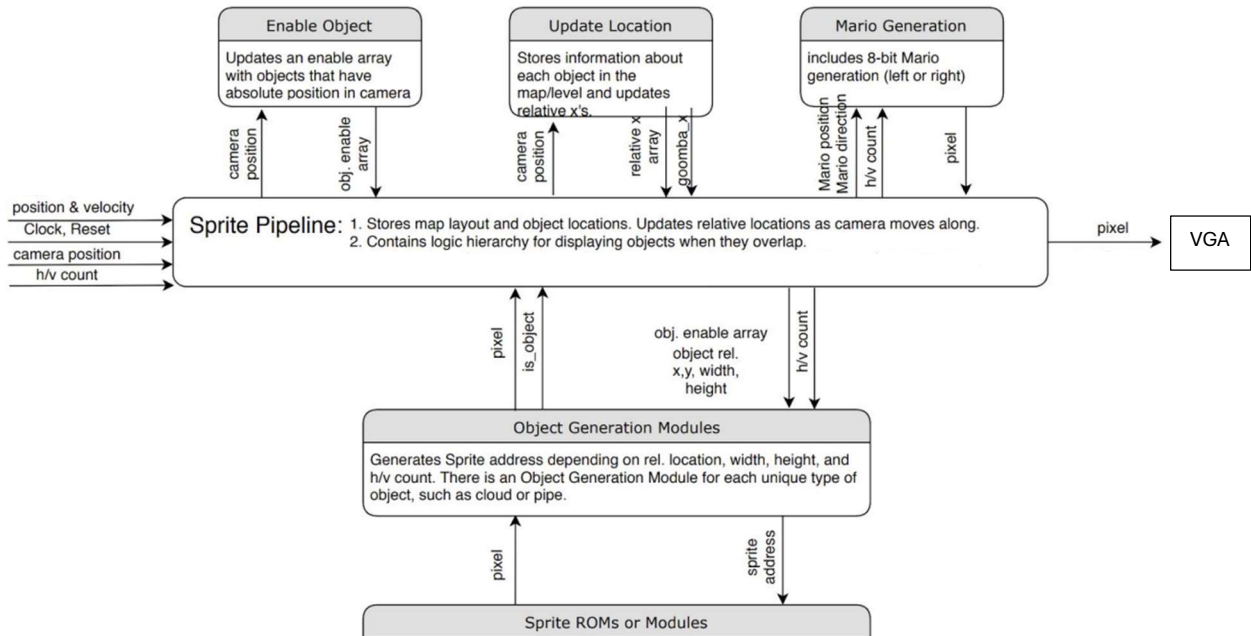 Enable Object
Updates an enable array
with objects that have
absolute position in camera
Update Location
Stores information about
each object in the
map/level and updates
relative x's.
Mario Generation
includes 8-bit Mario
generation (left or right)
camera
position
obj. enable
array
camera
position
relative x
array
goomba_x
Mario position
Mario direction
h/v count
pixel
position & velocity
Clock, Reset
camera position
h/v count
Sprite Pipeline: 1. Stores map layout and object locations. Updates relative locations as camera moves along.
2. Contains logic hierarchy for displaying objects when they overlap.
pixel
VGA
pixel
is_object
obj. enable array
object rel.
x,y, width,
height
h/v count
Object Generation Modules
Generates Sprite address depending on rel. location, width, height, and
h/v count. There is an Object Generation Module for each unique type of
object, such as cloud or pipe.
pixel
sprite
address
Sprite ROMs or Modules